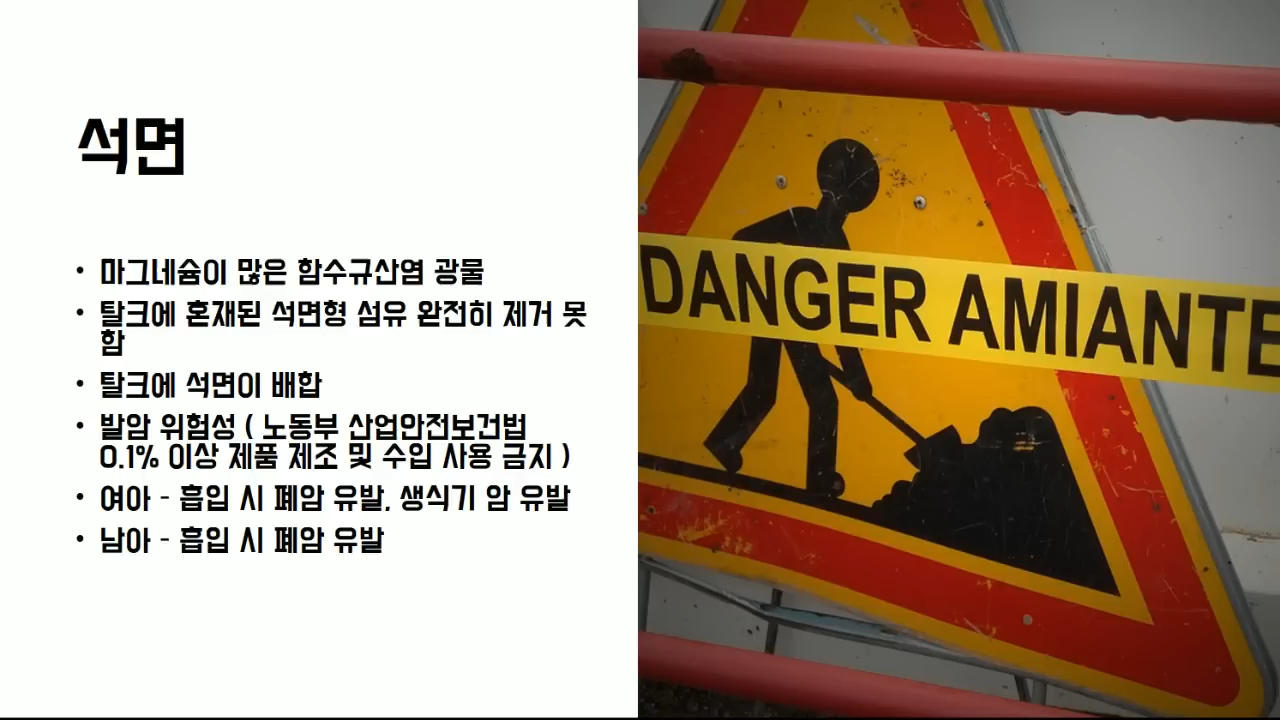 석면
• 마그네슘이 많은 함수규산염 광물
• 탈크에 혼재된 석면형 섬유 완전히 제거 못
함
• 탈크에 석면이 배합
• 발암 위험성 ( 노동부 산업안전보건법
0.1% 이상 제품 제조 및 수입 사용 금지 )
• 여아 - 흡입 시 폐암 유발, 생식기 암 유발
• 남아 - 흡입 시 폐암 유발
DANGER AMIANTE